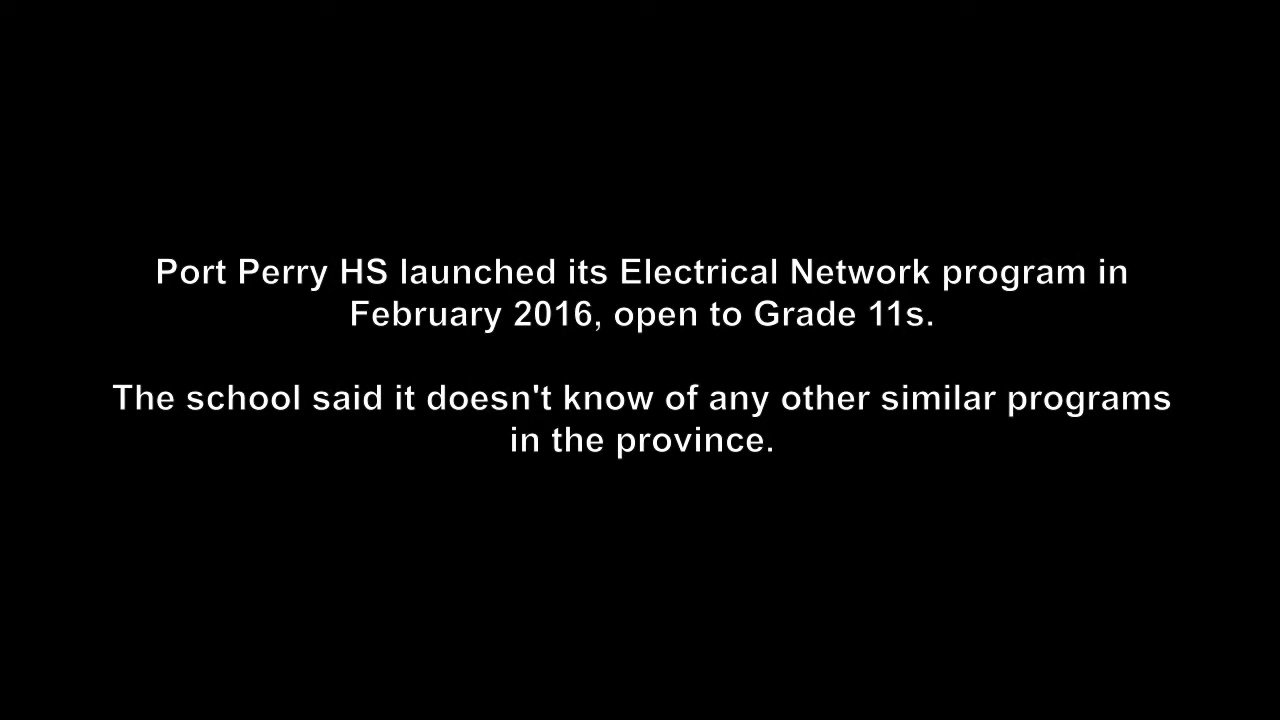 Port Perry HS launched its Electrical Network program in
February 2016, open to Grade 11s.
The school said it doesn't know of any other similar programs
in the province.